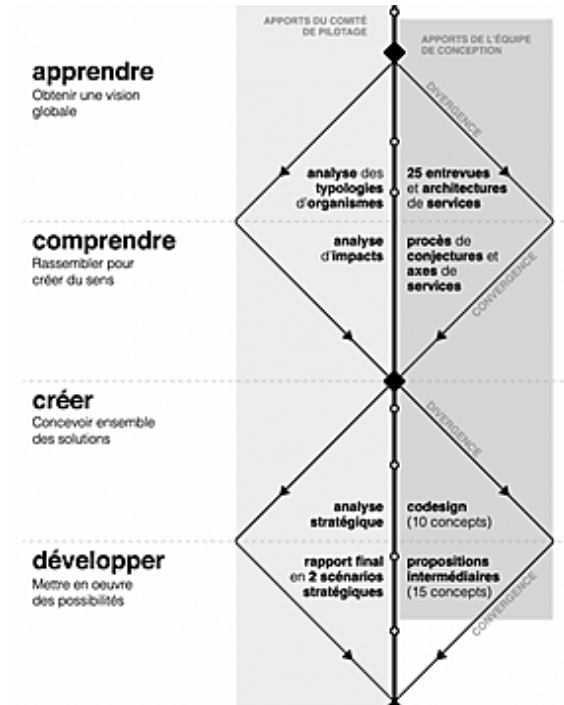 APPORTS DU COMITÉ
DE PILOTAGE
APPORTS DE L'ÉQUIPE
DE CONCEPTION
apprendre
Obtenir une vision
globale
DIVERGENCE
analyse des
typologies
d'organismes
25 entrevues
et architectures
de services
comprendre
Rassembler pour
créer du sens
analyse
d'impacts
procès de
conjectures et
axes de
services
CONVERGENCE
créer
Concevoir ensemble
des solutions
DIVERGENCE
analyse
stratégique
codesign
(10 concepts)
développer
Mettre en oeuvre
des possibilités
rapport final
en 2 scénarios
stratégiques
propositions
intermédiaires
(15 concepts)
CONVERGENCE